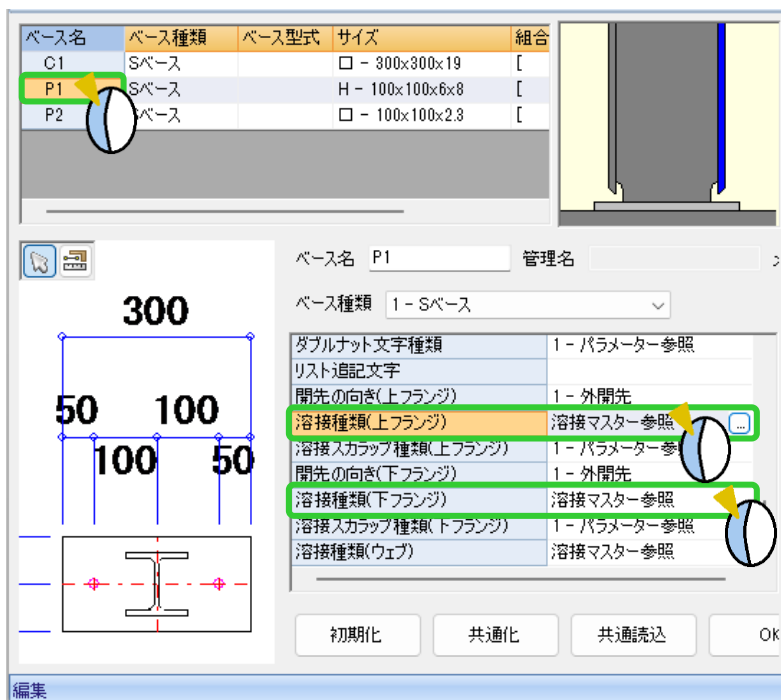 ベース名 ベース種類 ベース型式 サイズ 組合
C1 Sベース □ - 300x300x19 [
P1 Sベース H - 100x100x6x8 [
P2 Sベース □ - 100x100x2.3 [
ベース名 P1 管理名
ベース種類 1 - Sベース
300
50 100
100 50
ダブルナット文字種類 1 - パラメーター参照
リスト追記文字
開先の向き(上フランジ) 1 - 外開先
溶接種類(上フランジ) 溶接マスター参照 ...
溶接スカラップ種類(上フランジ) 1 - パラメーター参
開先の向き(下フランジ) 1 - 外開先
溶接種類(下フランジ) 溶接マスター参照
溶接スカラップ種類(下フランジ) 1 - パラメーター参照
溶接種類(ウェブ) 溶接マスター参照
初期化 共通化 共通読込 OK
編集